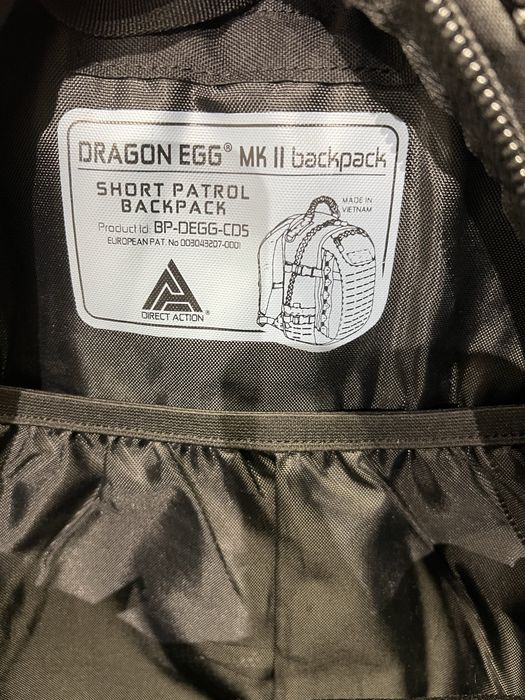 DRAGON EGG® MK II backpack
SHORT PATROL
BACKPACK
Product Id: BP-DEGG-CD5
EUROPEAN PAT. No 003043207-0001
MADE IN
VIETNAM
DIRECT ACTION®